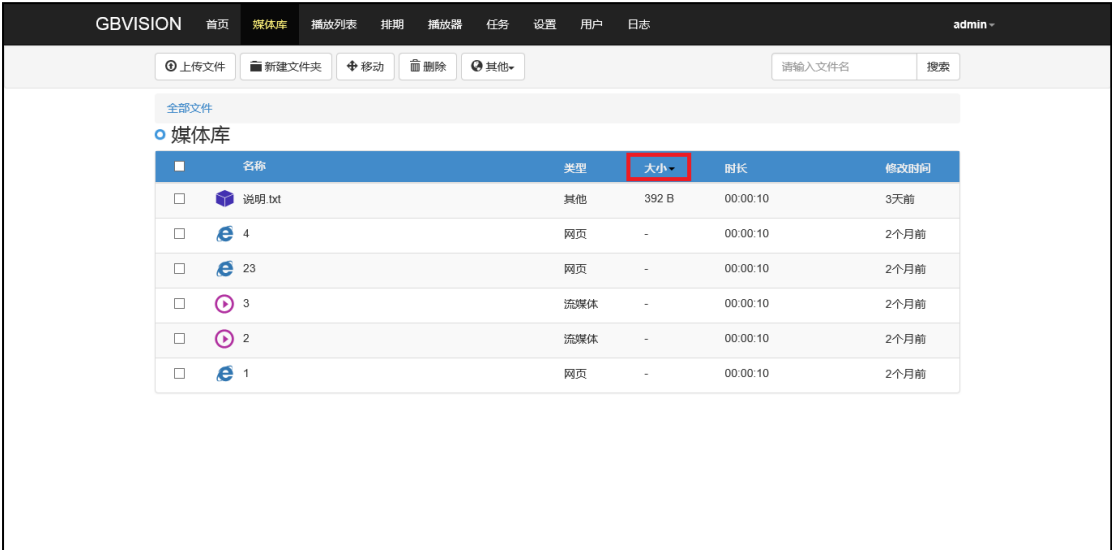 GBVISION 首页 媒体库 播放列表 排期 播放器 任务 设置 用户 日志 admin
上传文件 新建文件夹 移动 删除 其他 请输入文件名 搜索
全部文件
媒体库
名称 类型 大小 时长 修改时间
说明.txt 其他 392 B 00:00:10 3天前
4 网页 - 00:00:10 2个月前
23 网页 - 00:00:10 2个月前
3 流媒体 - 00:00:10 2个月前
2 流媒体 - 00:00:10 2个月前
1 网页 - 00:00:10 2个月前